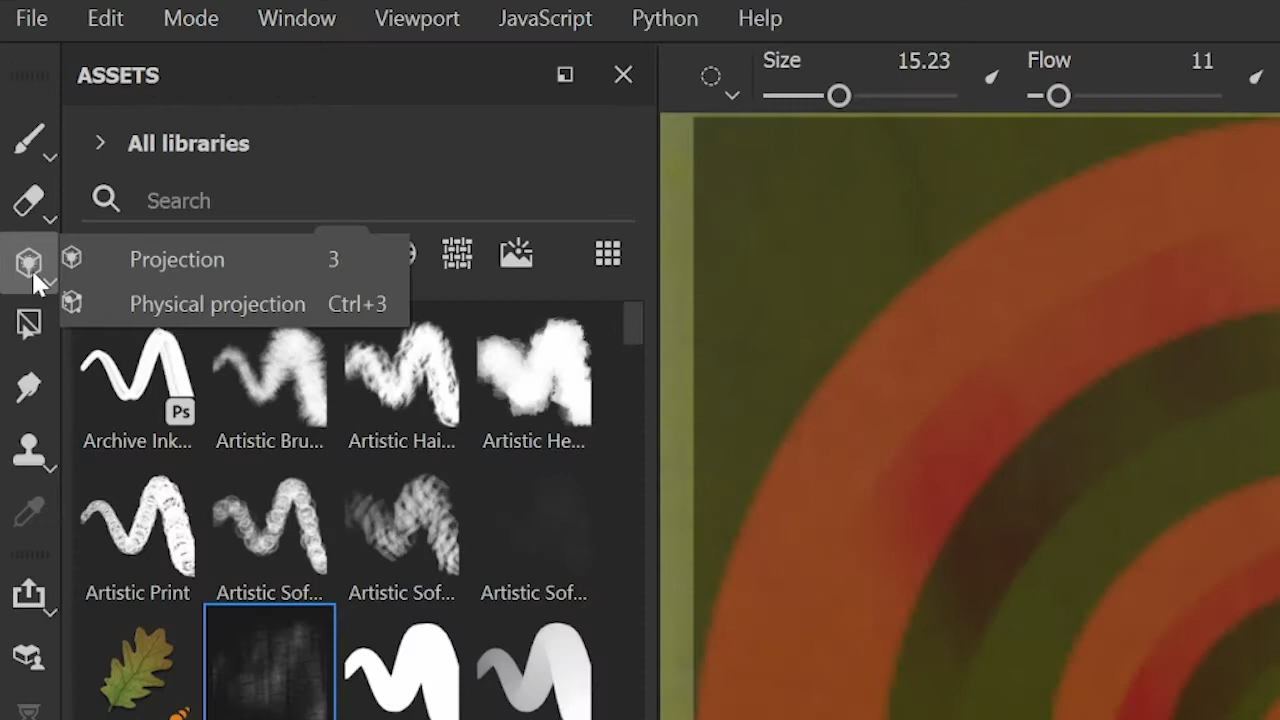 File Edit Mode Window Viewport JavaScript Python Help
ASSETS
Size 15.23 Flow 11
All libraries
Search
Projection 3
Physical projection Ctrl+3
Ps
Archive Ink... Artistic Bru... Artistic Hai... Artistic He...
Artistic Print Artistic Sof... Artistic Sof... Artistic Sof...